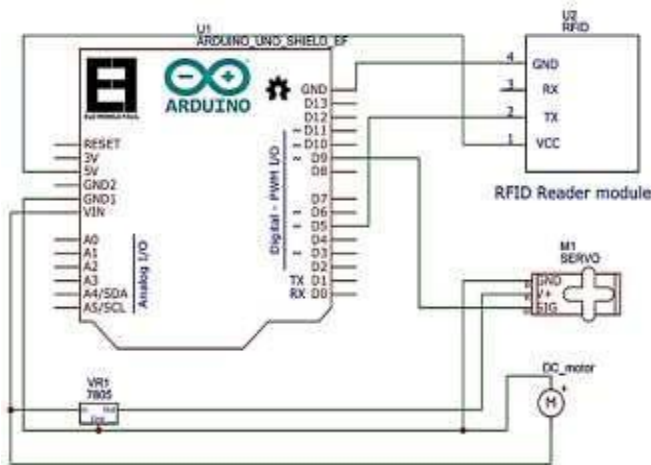 U1
ARDUINO_UNO_SHIELD_EF
ARDUINO
RESET
3V
5V
GND2
GND1
VIN
A0
A1
A2
A3
A4/SDA
A5/SCL
Analog I/O
GND
D13
D12
~ D11
~ D10
~ D9
D8
D7
~ D6
~ D5
D4
~ D3
D2
TX D1
RX D0
Digital - PWM I/O
U2
RFID
4 GND
3 RX
2 TX
1 VCC
RFID Reader module
M1
SERVO
GND
V+
SIG
VR1
7805
DC_motor
+
M